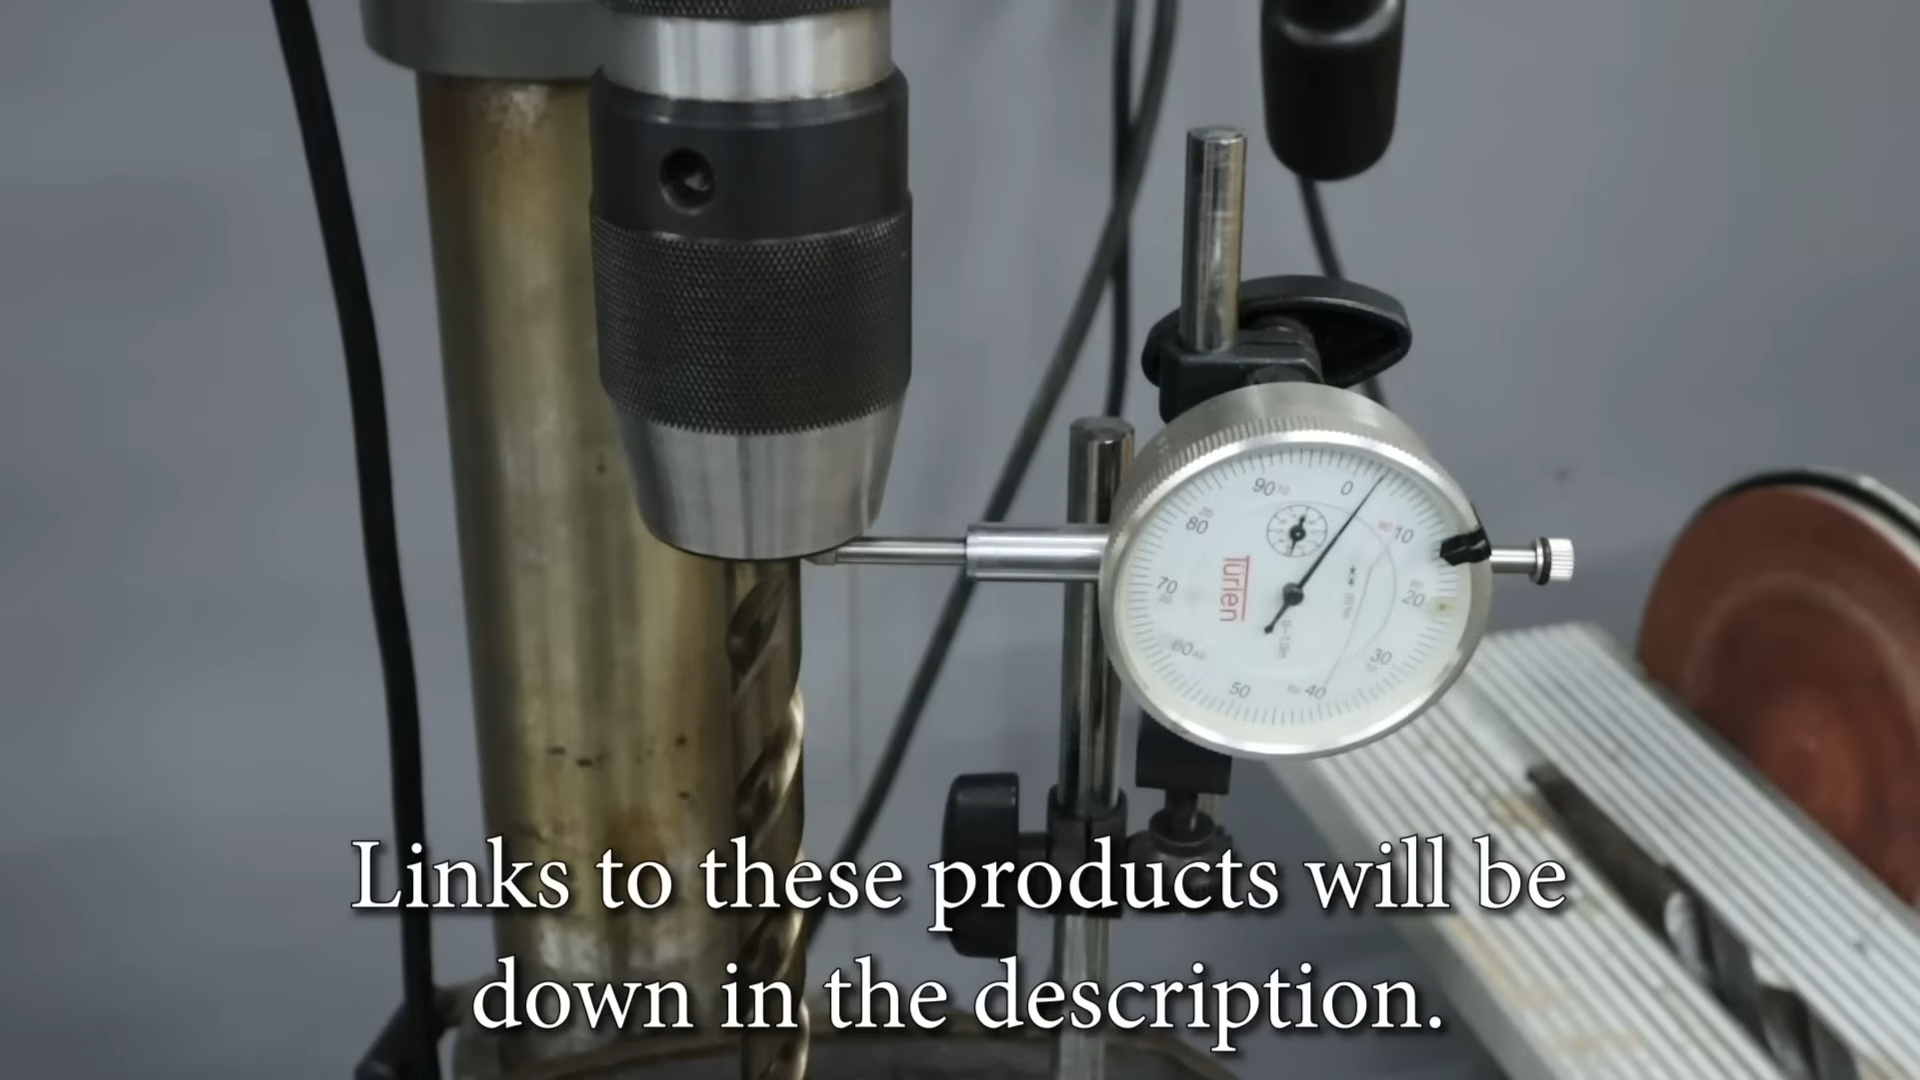 90 0
80 10
70 20
60 30
50 40
Türlen
Links to these products will be
down in the description.